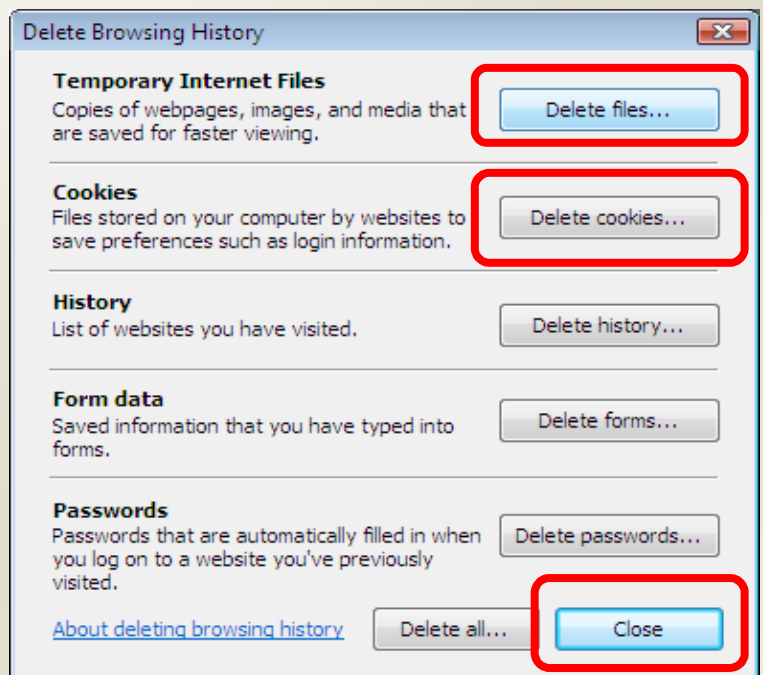 Delete Browsing History
Temporary Internet Files
Copies of webpages, images, and media that
are saved for faster viewing.
Delete files...
Cookies
Files stored on your computer by websites to
save preferences such as login information.
Delete cookies...
History
List of websites you have visited.
Delete history...
Form data
Saved information that you have typed into
forms.
Delete forms...
Passwords
Passwords that are automatically filled in when
you log on to a website you've previously
visited.
Delete passwords...
About deleting browsing history
Delete all...
Close